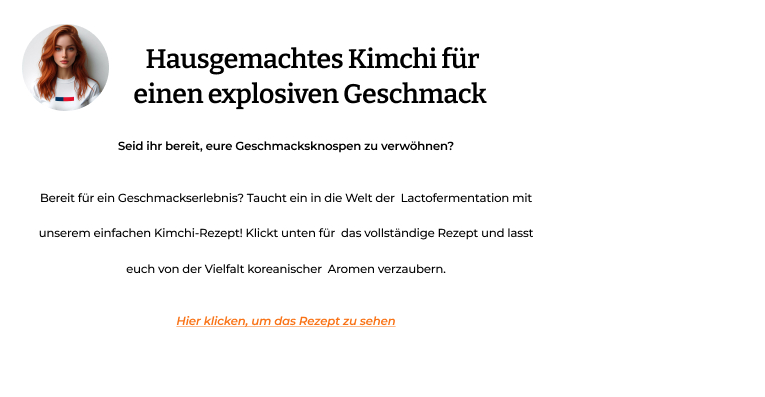 Hausgemachtes Kimchi für
einen explosiven Geschmack
Seid ihr bereit, eure Geschmacksknospen zu verwöhnen?
Bereit für ein Geschmackserlebnis? Taucht ein in die Welt der  Lactofermentation mit
unserem einfachen Kimchi-Rezept! Klickt unten für  das vollständige Rezept und lasst
euch von der Vielfalt koreanischer  Aromen verzaubern.
Hier klicken, um das Rezept zu sehen